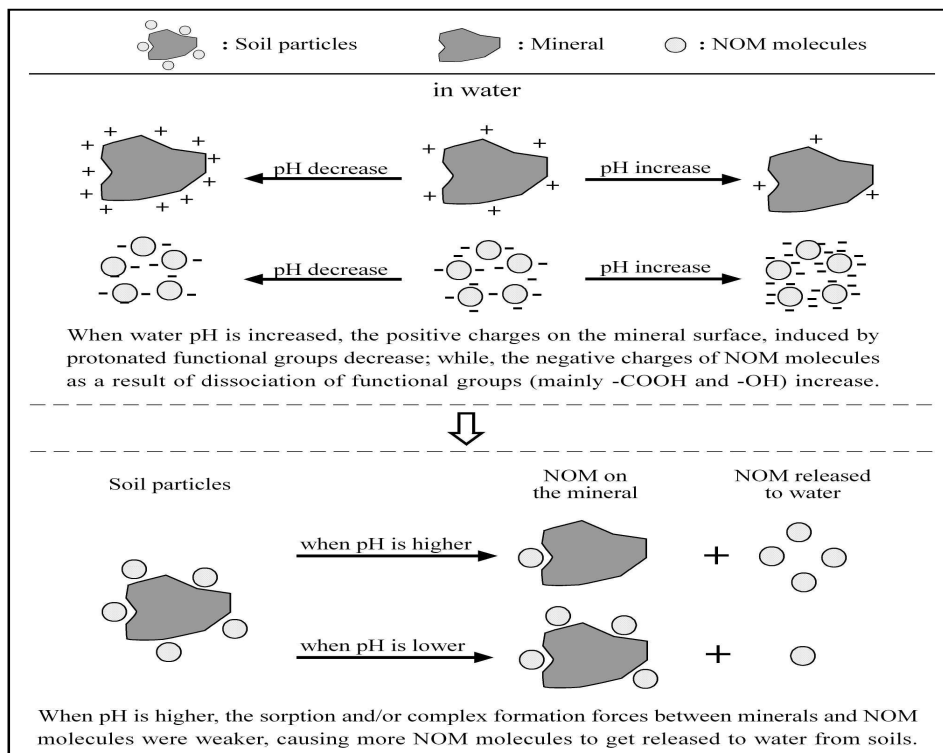 : Soil particles : Mineral : NOM molecules
in water
pH decrease pH increase
pH decrease pH increase
When water pH is increased, the positive charges on the mineral surface, induced by
protonated functional groups decrease; while, the negative charges of NOM molecules
as a result of dissociation of functional groups (mainly -COOH and -OH) increase.
Soil particles
NOM on
the mineral
NOM released
to water
when pH is higher
+
when pH is lower
+
When pH is higher, the sorption and/or complex formation forces between minerals and NOM
molecules were weaker, causing more NOM molecules to get released to water from soils.